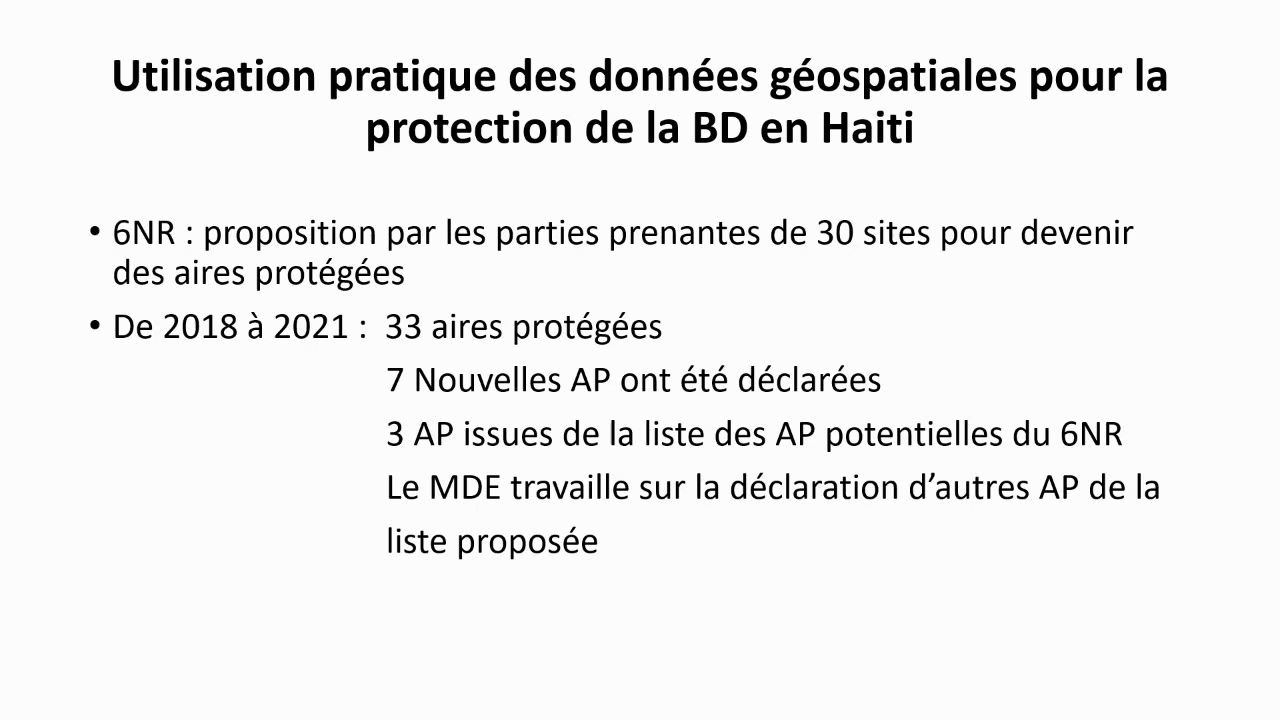 Utilisation pratique des données géospatiales pour la
protection de la BD en Haiti
• 6NR : proposition par les parties prenantes de 30 sites pour devenir
des aires protégées
• De 2018 à 2021 : 33 aires protégées
7 Nouvelles AP ont été déclarées
3 AP issues de la liste des AP potentielles du 6NR
Le MDE travaille sur la déclaration d’autres AP de la
liste proposée